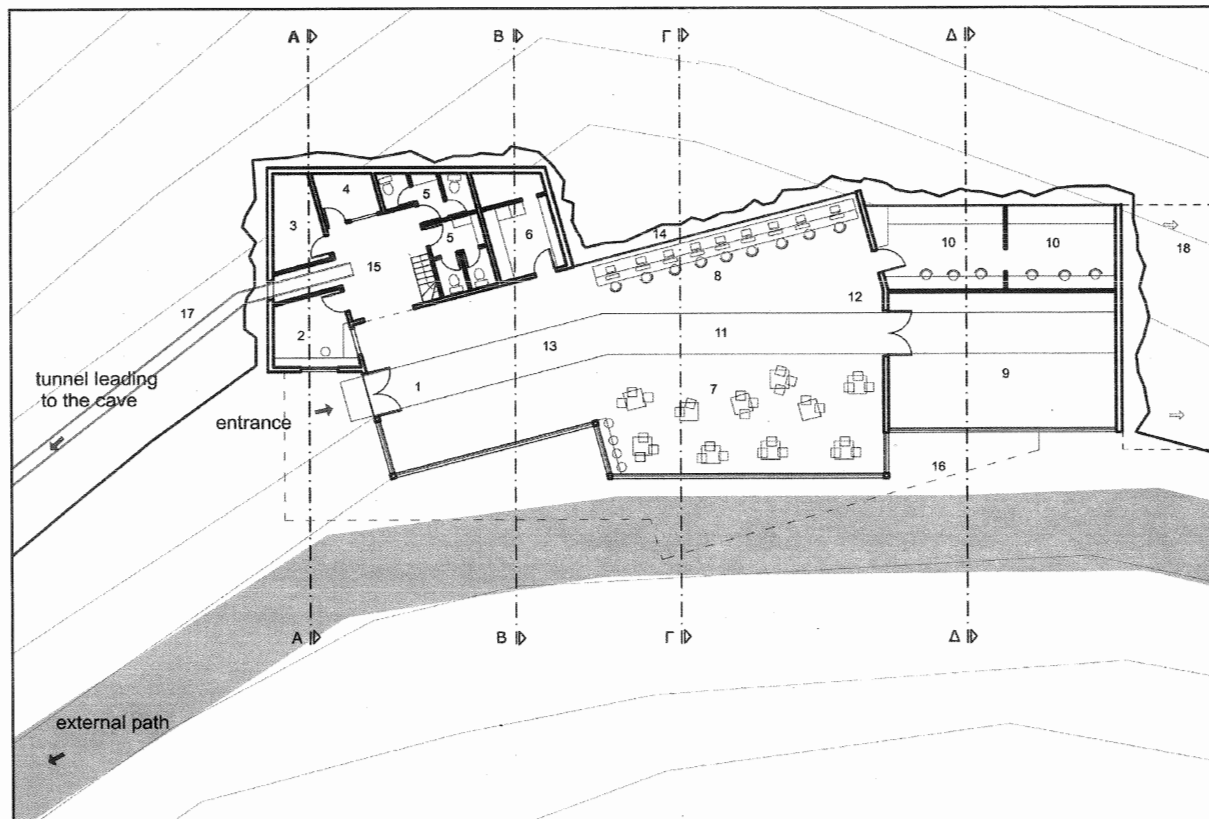 Α Β Γ Δ
4 5
3 5 6 14 10 10
18
15 8
12
17
2 13 11
tunnel leading
to the cave
1 7 9
entrance
16
Α Β Γ Δ
external path